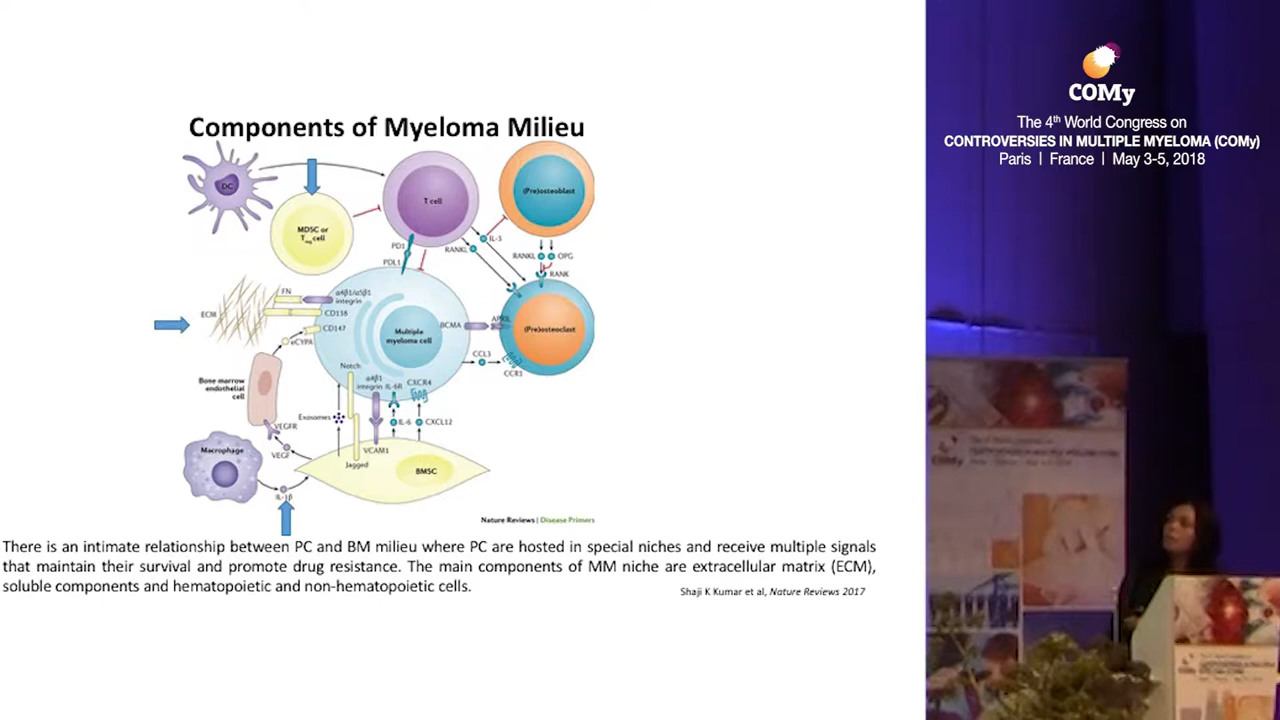 Components of Myeloma Milieu
DC
MDSC or
Treg cell
T cell
(Pre)osteoblast
PD1
PDL1
RANKL
IL-3
RANKL
OPG
RANK
FN
α4β1/α5β1
integrin
ECM
CD138
CD147
eCYPA
Multiple
myeloma cell
BCMA
APRIL
(Pre)osteoclast
CCL3
CCR1
Bone marrow
endothelial
cell
Notch
α4β1
integrin
IL-6R
CXCR4
Exosomes
IL-6
CXCL12
VEGFR
VEGF
VCAM1
Jagged
Macrophage
BMSC
IL-1β
Nature Reviews | Disease Primers
There is an intimate relationship between PC and BM milieu where PC are hosted in special niches and receive multiple signals
that maintain their survival and promote drug resistance. The main components of MM niche are extracellular matrix (ECM),
soluble components and hematopoietic and non-hematopoietic cells.
Shaji K Kumar et al, Nature Reviews 2017
COMy
The 4th World Congress on
CONTROVERSIES IN MULTIPLE MYELOMA (COMy)
Paris | France | May 3-5, 2018
COMy